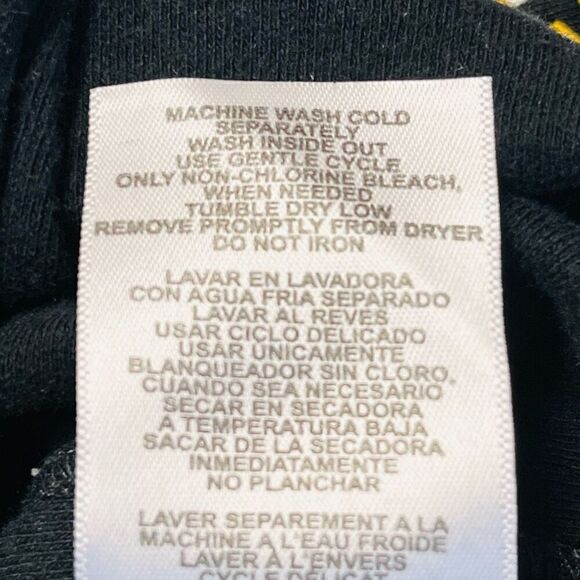 MACHINE WASH COLD
SEPARATELY
WASH INSIDE OUT
USE GENTLE CYCLE
ONLY NON-CHLORINE BLEACH,
WHEN NEEDED
TUMBLE DRY LOW
REMOVE PROMPTLY FROM DRYER
DO NOT IRON
LAVAR EN LAVADORA
CON AGUA FRIA SEPARADO
LAVAR AL REVES
USAR CICLO DELICADO
USAR UNICAMENTE
BLANQUEADOR SIN CLORO,
CUANDO SEA NECESARIO
SECAR EN SECADORA
A TEMPERATURA BAJA
SACAR DE LA SECADORA
INMEDIATAMENTE
NO PLANCHAR
LAVER SEPAREMENT A LA
MACHINE A L'EAU FROIDE
LAVER À L'ENVERS
CYCLE DÉLICAT